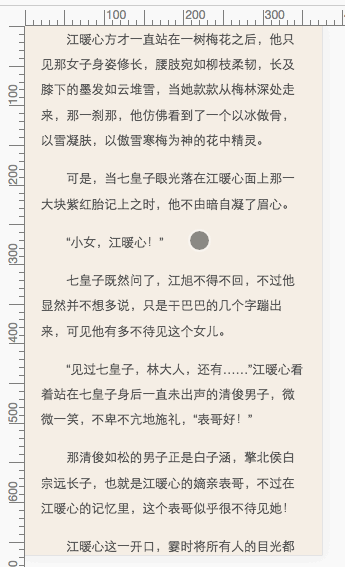 100
200
300
100
200
300
400
500
600
0
江暖心方才一直站在一树梅花之后，他只
见那女子身姿修长，腰肢宛如柳枝柔韧，长及
膝下的墨发如云堆雪，当她款款从梅林深处走
来，那一刹那，他仿佛看到了一个以冰做骨，
以雪凝肤，以傲雪寒梅为神的花中精灵。
可是，当七皇子眼光落在江暖心面上那一
大块紫红胎记上之时，他不由暗自凝了眉心。
“小女，江暖心！”
七皇子既然问了，江旭不得不回，不过他
显然并不想多说，只是干巴巴的几个字蹦出
来，可见他有多不待见这个女儿。
“见过七皇子，林大人，还有……”江暖心看
着站在七皇子身后一直未出声的清俊男子，微
微一笑，不卑不亢地施礼，“表哥好！”
那清俊如松的男子正是白子涵，擎北侯白
宗远长子，也就是江暖心的嫡亲表哥，不过在
江暖心的记忆里，这个表哥似乎很不待见她！
江暖心这一开口，霎时将所有人的目光都